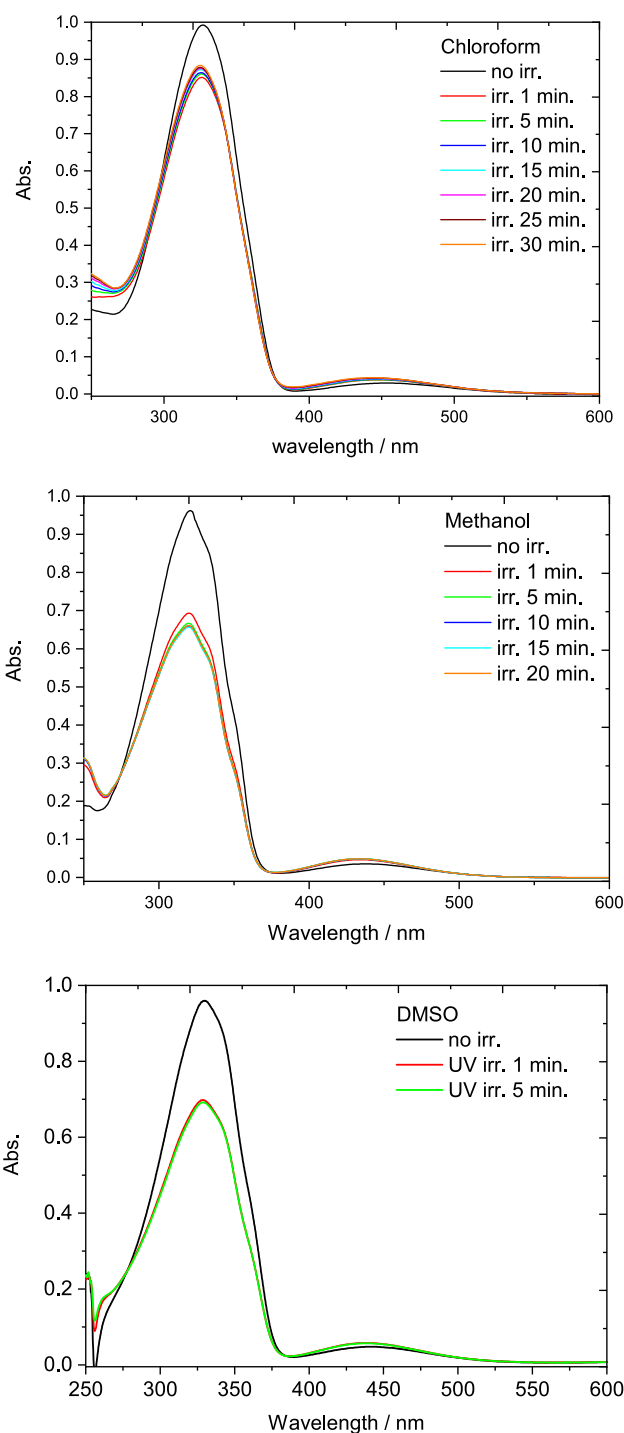 1.0
0.9
0.8
0.7
0.6
0.5
0.4
0.3
0.2
0.1
0.0
Abs.
Chloroform
no irr.
irr. 1 min.
irr. 5 min.
irr. 10 min.
irr. 15 min.
irr. 20 min.
irr. 25 min.
irr. 30 min.
300 400 500 600
wavelength / nm
1.0
0.9
0.8
0.7
0.6
0.5
0.4
0.3
0.2
0.1
0.0
Abs.
Methanol
no irr.
irr. 1 min.
irr. 5 min.
irr. 10 min.
irr. 15 min.
irr. 20 min.
300 400 500 600
Wavelength / nm
1.0
0.8
0.6
0.4
0.2
0.0
Abs.
DMSO
no irr.
UV irr. 1 min.
UV irr. 5 min.
250 300 350 400 450 500 550 600
Wavelength / nm